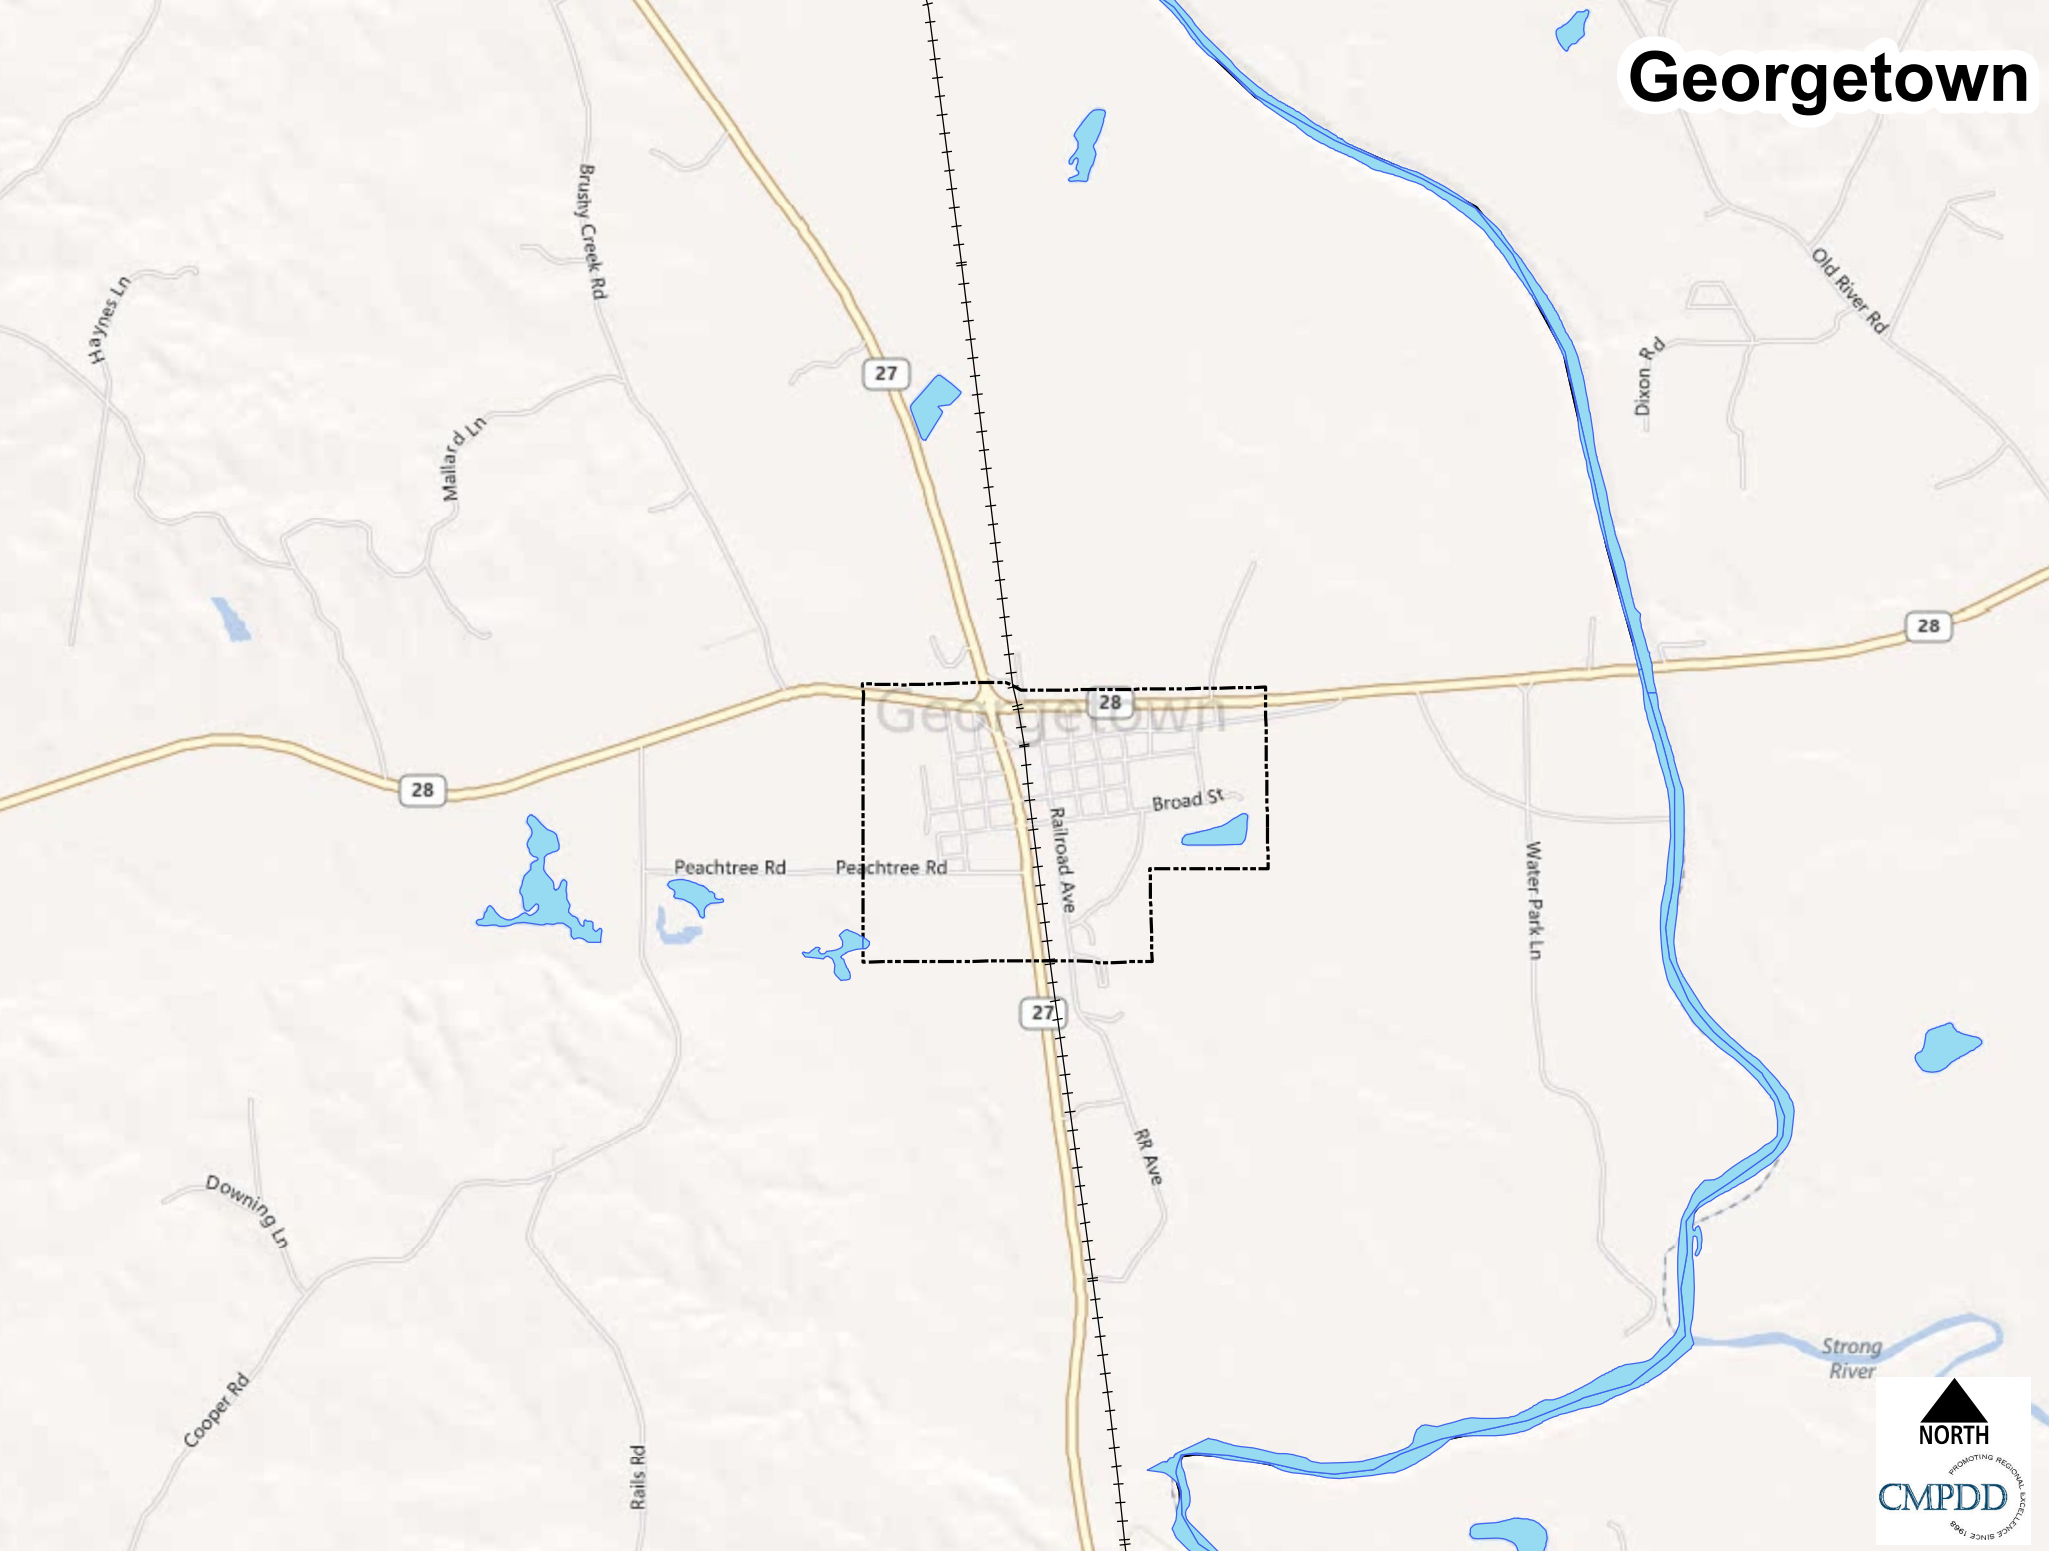 Georgetown
Brushy Creek Rd
Haynes Ln
Old River Rd
Dixon Rd
27
Mallard Ln
28
Georgetown
28
28
Broad St
Railroad Ave
Peachtree Rd
Peachtree Rd
Water Park Ln
27
RR Ave
Downing Ln
Cooper Rd
Rails Rd
Strong
River
NORTH
PROMOTING REGIONAL EXCELLENCE SINCE 1968
CMPDD